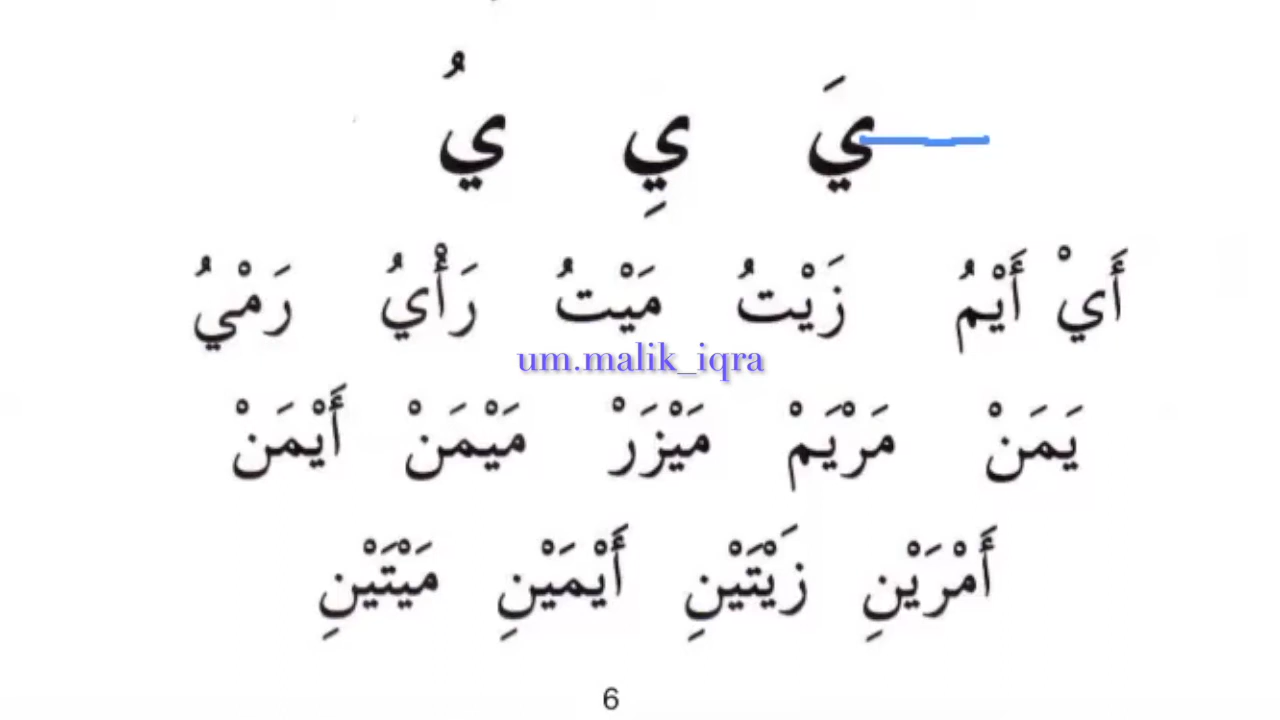 يَ يِ يُ
أَيْ أَيْمُ زَيْتُ مَيْتُ رَأْيُ رَمْيُ
um.malik_iqra
يَمَنْ مَرْيَمْ مَيْزَرْ مَيْمَنْ أَيْمَنْ
أَمْرَيْنِ زَيْتَيْنِ أَيْمَيْنِ مَيْتَيْنِ
6